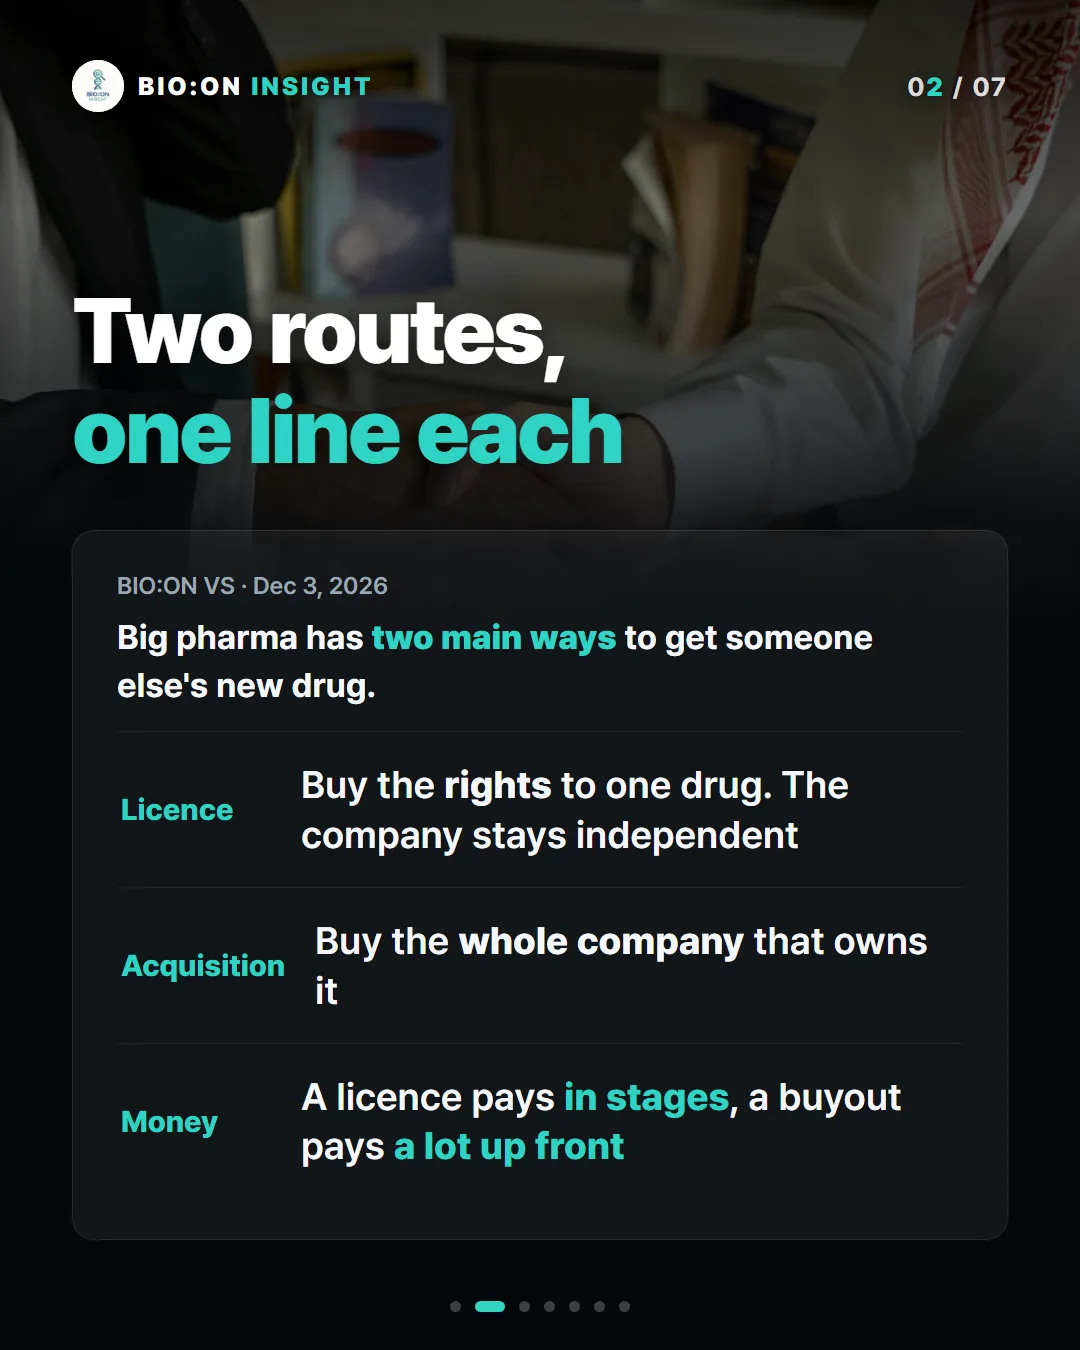 BIO:ON INSIGHT
02 / 07
Two routes,
one line each
BIO:ON VS · Dec 3, 2026
Big pharma has two main ways to get someone
else's new drug.
Licence
Buy the rights to one drug. The
company stays independent
Acquisition
Buy the whole company that owns
it
Money
A licence pays in stages, a buyout
pays a lot up front